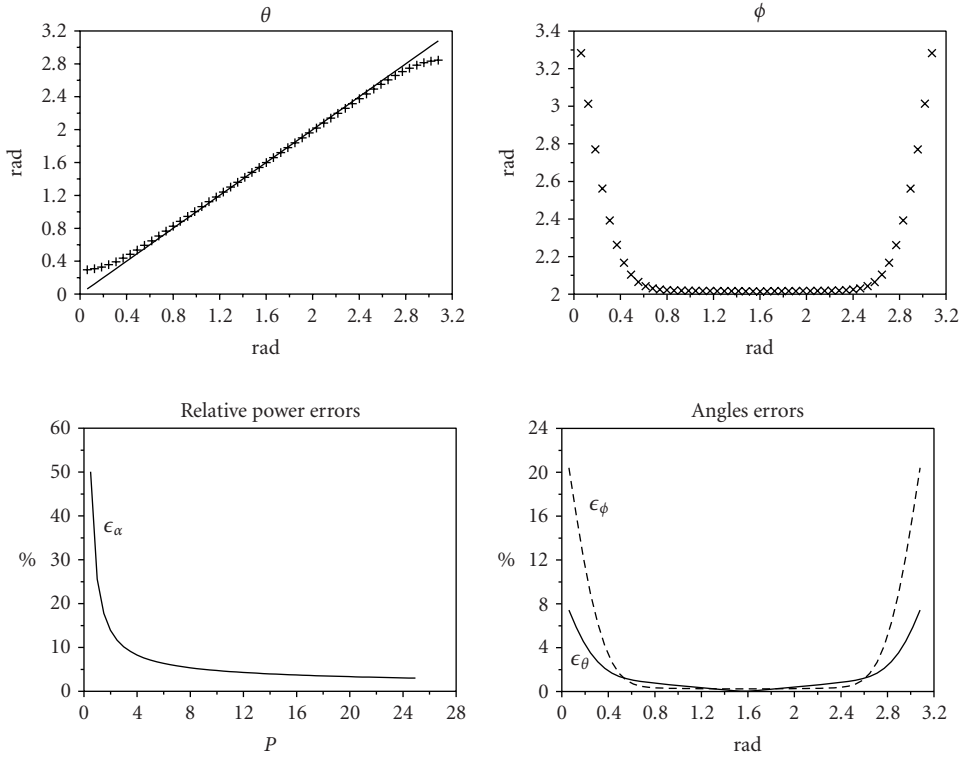 θ
3.2
2.8
2.4
2
1.6
1.2
0.8
0.4
0
rad
0 0.4 0.8 1.2 1.6 2 2.4 2.8 3.2
rad
ϕ
3.4
3.2
3
2.8
2.6
2.4
2.2
2
rad
0 0.4 0.8 1.2 1.6 2 2.4 2.8 3.2
rad
Relative power errors
60
50
40
30
20
10
0
%
ϵα
0 4 8 12 16 20 24 28
P
Angles errors
24
20
16
12
8
4
0
%
ϵϕ
ϵθ
0 0.4 0.8 1.2 1.6 2 2.4 2.8 3.2
rad